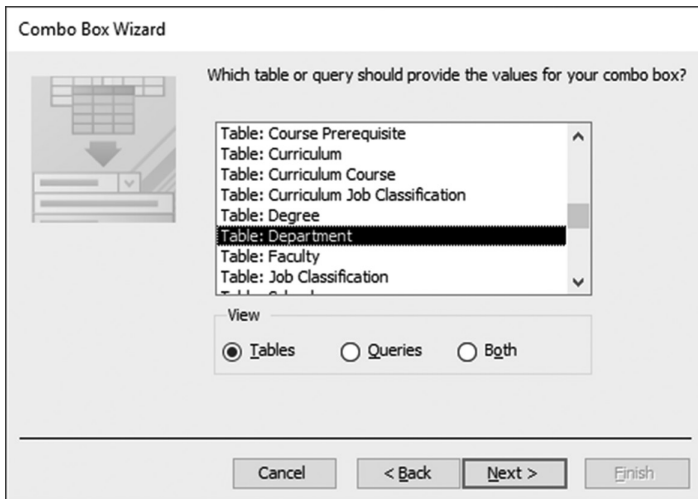 Combo Box Wizard
Which table or query should provide the values for your combo box?
Table: Course Prerequisite
Table: Curriculum
Table: Curriculum Course
Table: Curriculum Job Classification
Table: Degree
Table: Department
Table: Faculty
Table: Job Classification
View
Tables Queries Both
Cancel < Back Next > Finish